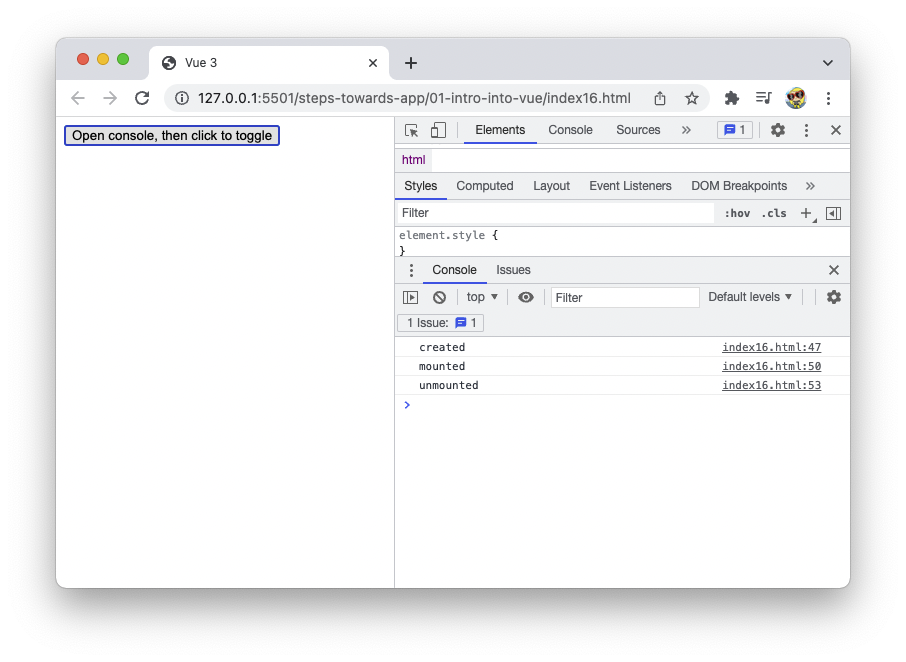 Vue 3
127.0.0.1:5501/steps-towards-app/01-intro-into-vue/index16.html
Open console, then click to toggle
Elements Console Sources » 1
html
Styles Computed Layout Event Listeners DOM Breakpoints »
Filter :hov .cls +
element.style {
}
Console Issues
top ▼ Filter Default levels ▼
1 Issue: 1
created index16.html:47
mounted index16.html:50
unmounted index16.html:53
>